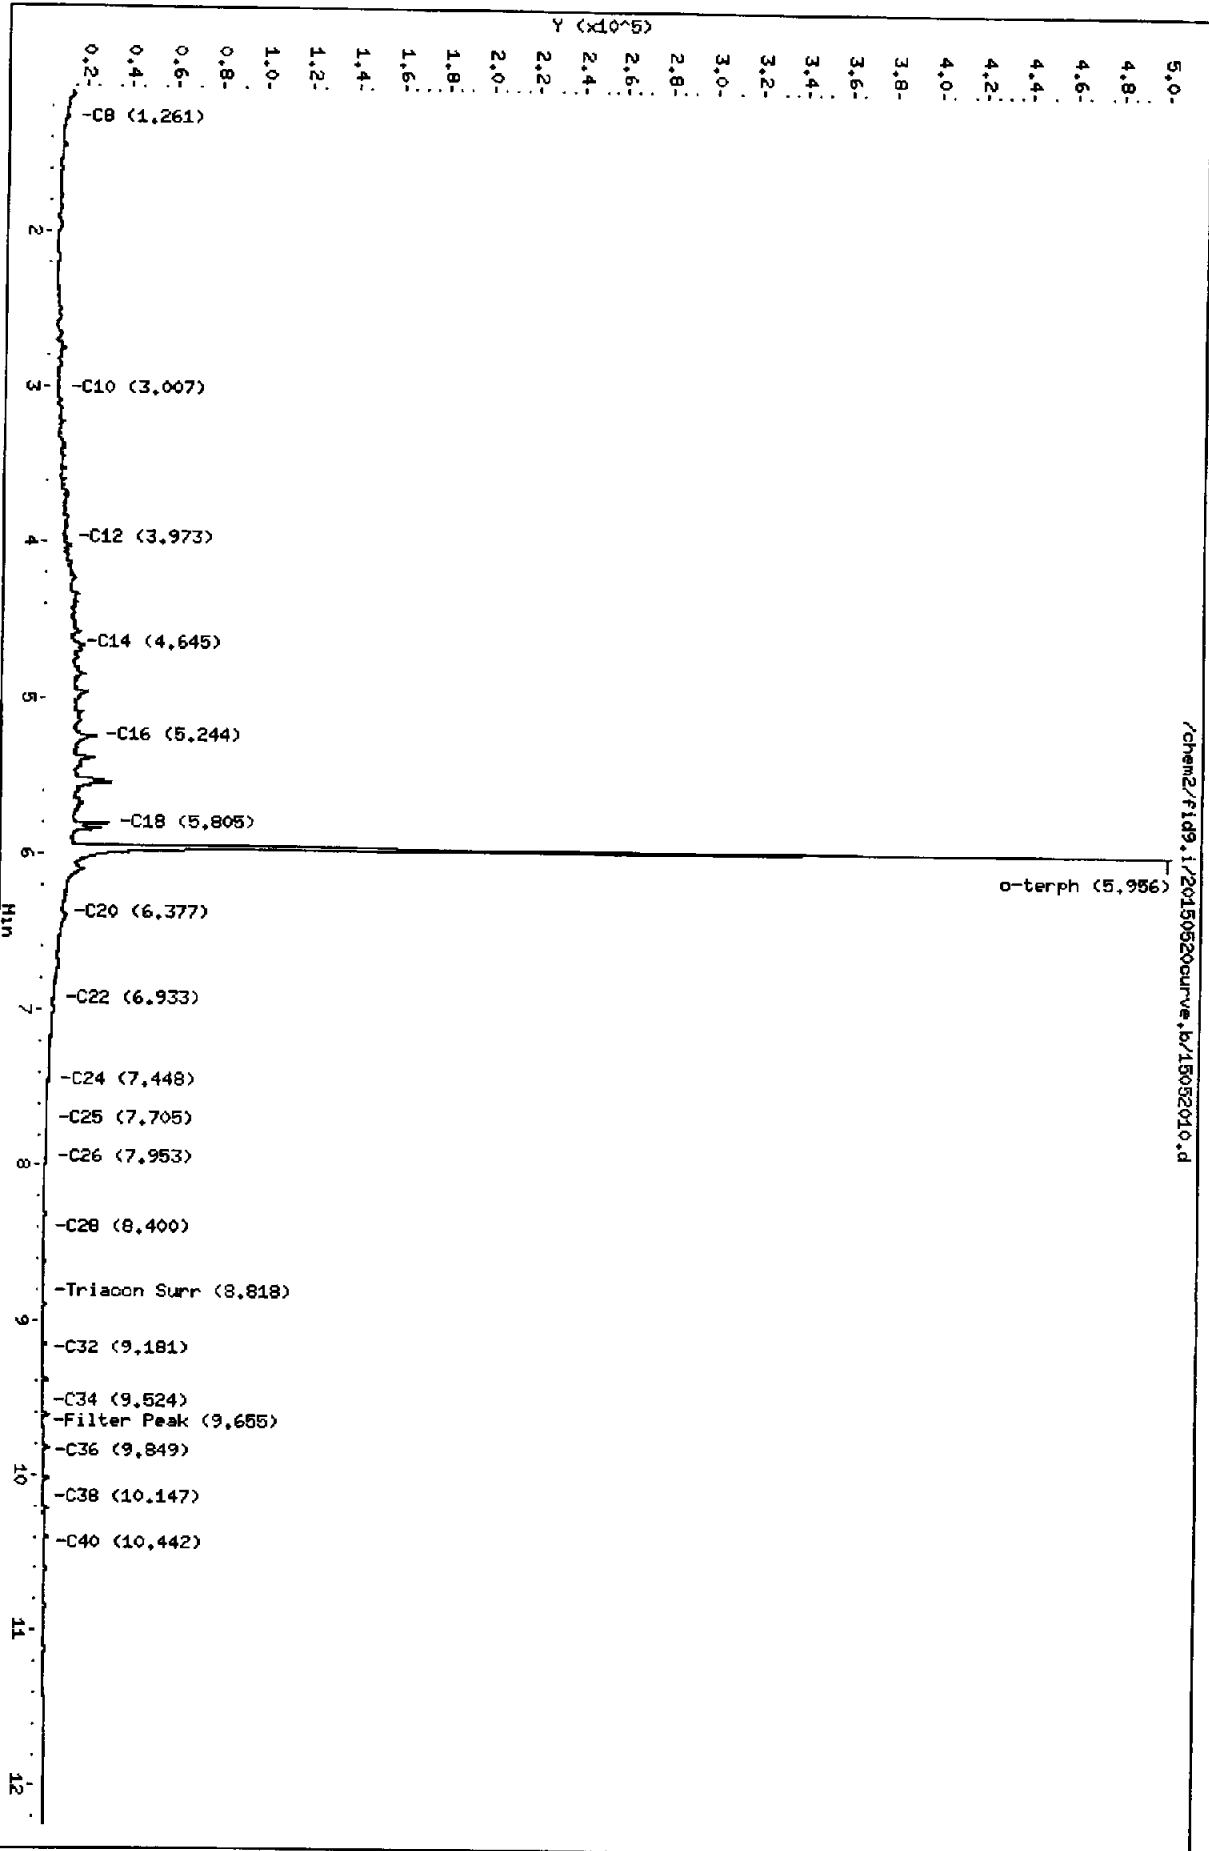 /chem2/fid9.i/20150520curve.b/15052010.d
Y (x10^5)
5.0-
4.8-
4.6-
4.4-
4.2-
4.0-
3.8-
3.6-
3.4-
3.2-
3.0-
2.8-
2.6-
2.4-
2.2-
2.0-
1.8-
1.6-
1.4-
1.2-
1.0-
0.8-
0.6-
0.4-
0.2-
-C8 (1.261)
-C10 (3.007)
-C12 (3.973)
-C14 (4.645)
-C16 (5.244)
-C18 (5.805)
o-terph (5.956)
-C20 (6.377)
-C22 (6.933)
-C24 (7.448)
-C25 (7.705)
-C26 (7.953)
-C28 (8.400)
-Triacon Surr (8.818)
-C32 (9.181)
-C34 (9.524)
-Filter Peak (9.655)
-C36 (9.849)
-C38 (10.147)
-C40 (10.442)
2
3
4
5
6
7
8
9
10
11
12
Min